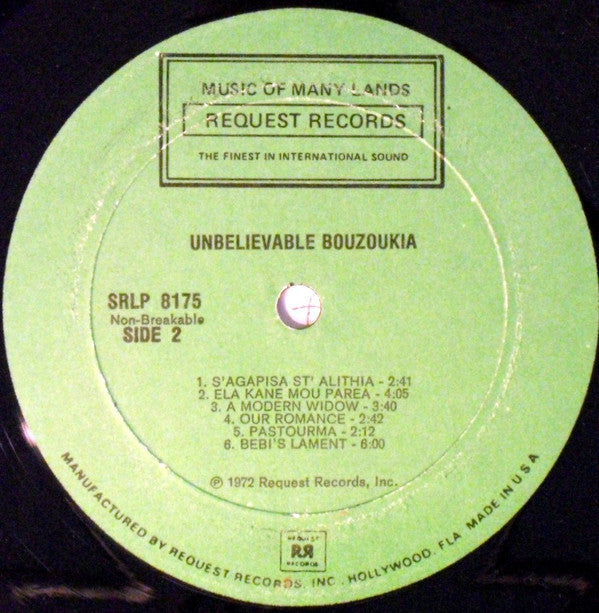 MUSIC OF MANY LANDS
REQUEST RECORDS
THE FINEST IN INTERNATIONAL SOUND
UNBELIEVABLE BOUZOUKIA
SRLP 8175
Non-Breakable
SIDE 2
1. S'AGAPISA ST' ALITHIA - 2:41
2. ELA KANE MOU PAREA - 4:05
3. A MODERN WIDOW - 3:40
4. OUR ROMANCE - 2:42
5. PASTOURMA - 2:12
6. BEBI'S LAMENT - 6:00
℗ 1972 Request Records, Inc.
REQUEST
RR
RECORDS
MANUFACTURED BY REQUEST RECORDS, INC. HOLLYWOOD, FLA. MADE IN U S A